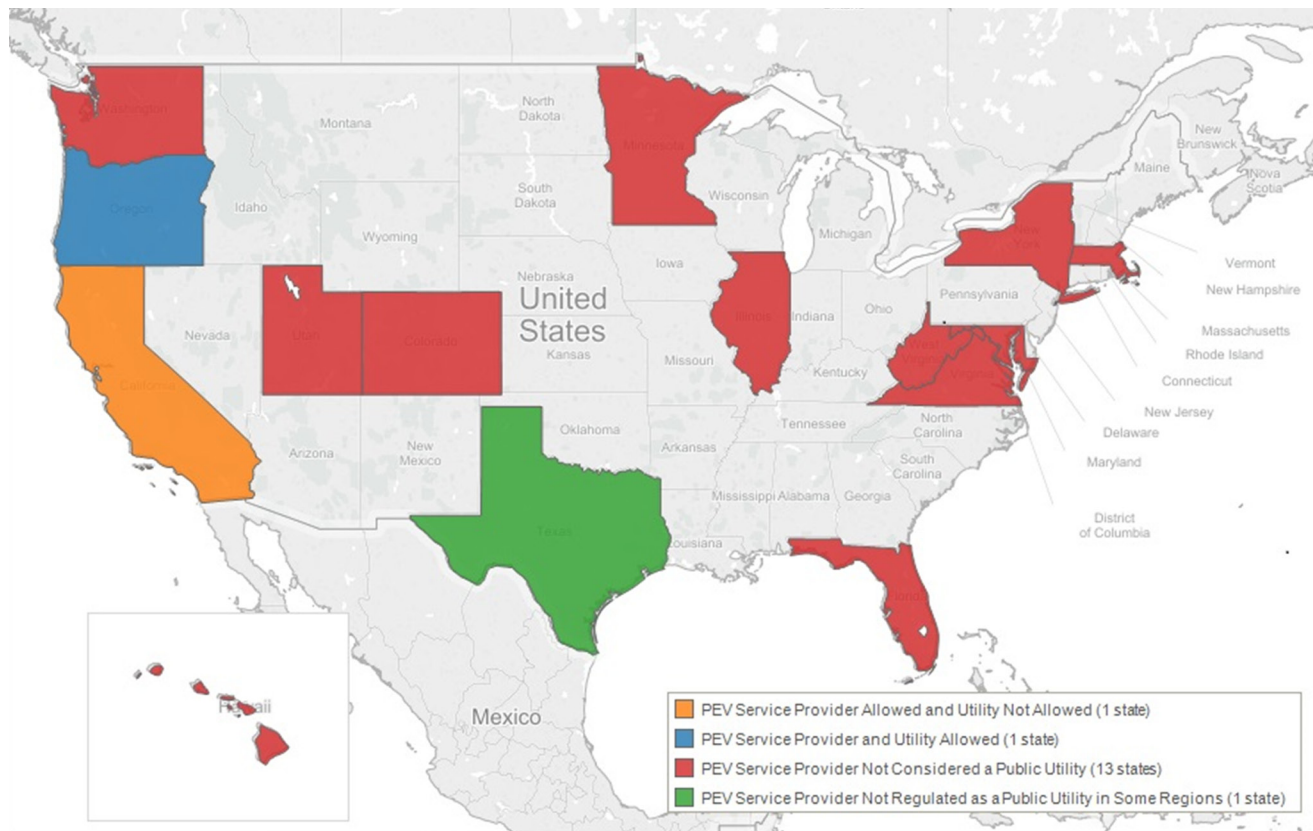 Washington
Montana
North
Dakota
Minnesota
Oregon
Idaho
South
Dakota
Wisconsin
Michigan
New
York
Maine
New
Brunswick
Nova
Scotia
Wyoming
Iowa
Nebraska
United
States
Nevada
Utah
Colorado
Kansas
Illinois
Indiana
Ohio
Pennsylvania
Missouri
West
Virginia
Virginia
Kentucky
California
Vermont
New Hampshire
Massachusetts
Rhode Island
Connecticut
New Jersey
Delaware
Maryland
District
of Columbia
Arizona
New
Mexico
Oklahoma
Arkansas
Tennessee
North
Carolina
South
Carolina
Mississippi
Alabama
Georgia
Texas
Louisiana
Florida
Hawaii
Mexico
PEV Service Provider Allowed and Utility Not Allowed (1 state)
PEV Service Provider and Utility Allowed (1 state)
PEV Service Provider Not Considered a Public Utility (13 states)
PEV Service Provider Not Regulated as a Public Utility in Some Regions (1 state)